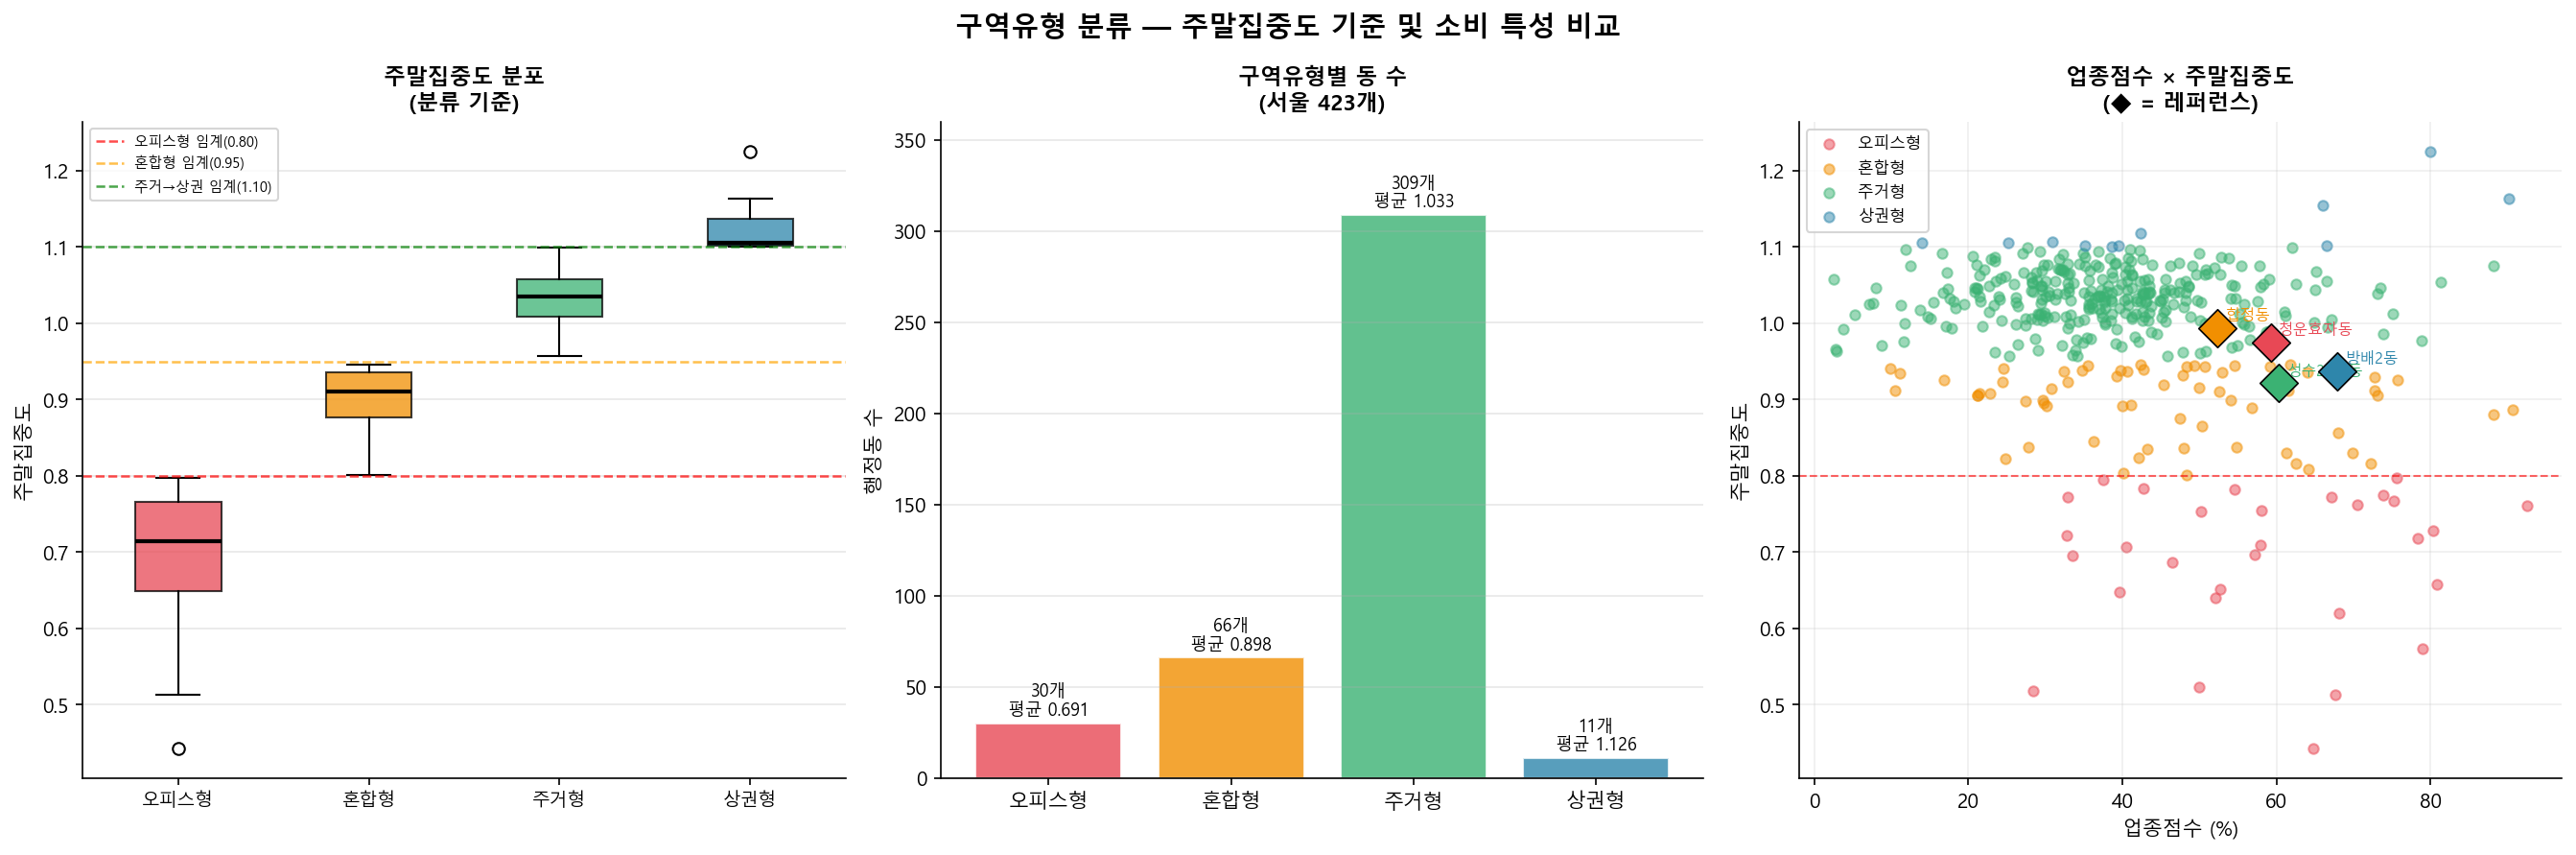 구역유형 분류 — 주말집중도 기준 및 소비 특성 비교
주말집중도 분포
(분류 기준)
오피스형 임계(0.80)
혼합형 임계(0.95)
주거→상권 임계(1.10)
주말집중도
1.2
1.1
1.0
0.9
0.8
0.7
0.6
0.5
오피스형
혼합형
주거형
상권형
구역유형별 동 수
(서울 423개)
행정동 수
350
300
250
200
150
100
50
0
30개
평균 0.691
66개
평균 0.898
309개
평균 1.033
11개
평균 1.126
오피스형
혼합형
주거형
상권형
업종점수 × 주말집중도
(◆ = 레퍼런스)
오피스형
혼합형
주거형
상권형
주말집중도
1.2
1.1
1.0
0.9
0.8
0.7
0.6
0.5
청운효자동
방배2동
0
20
40
60
80
업종점수 (%)